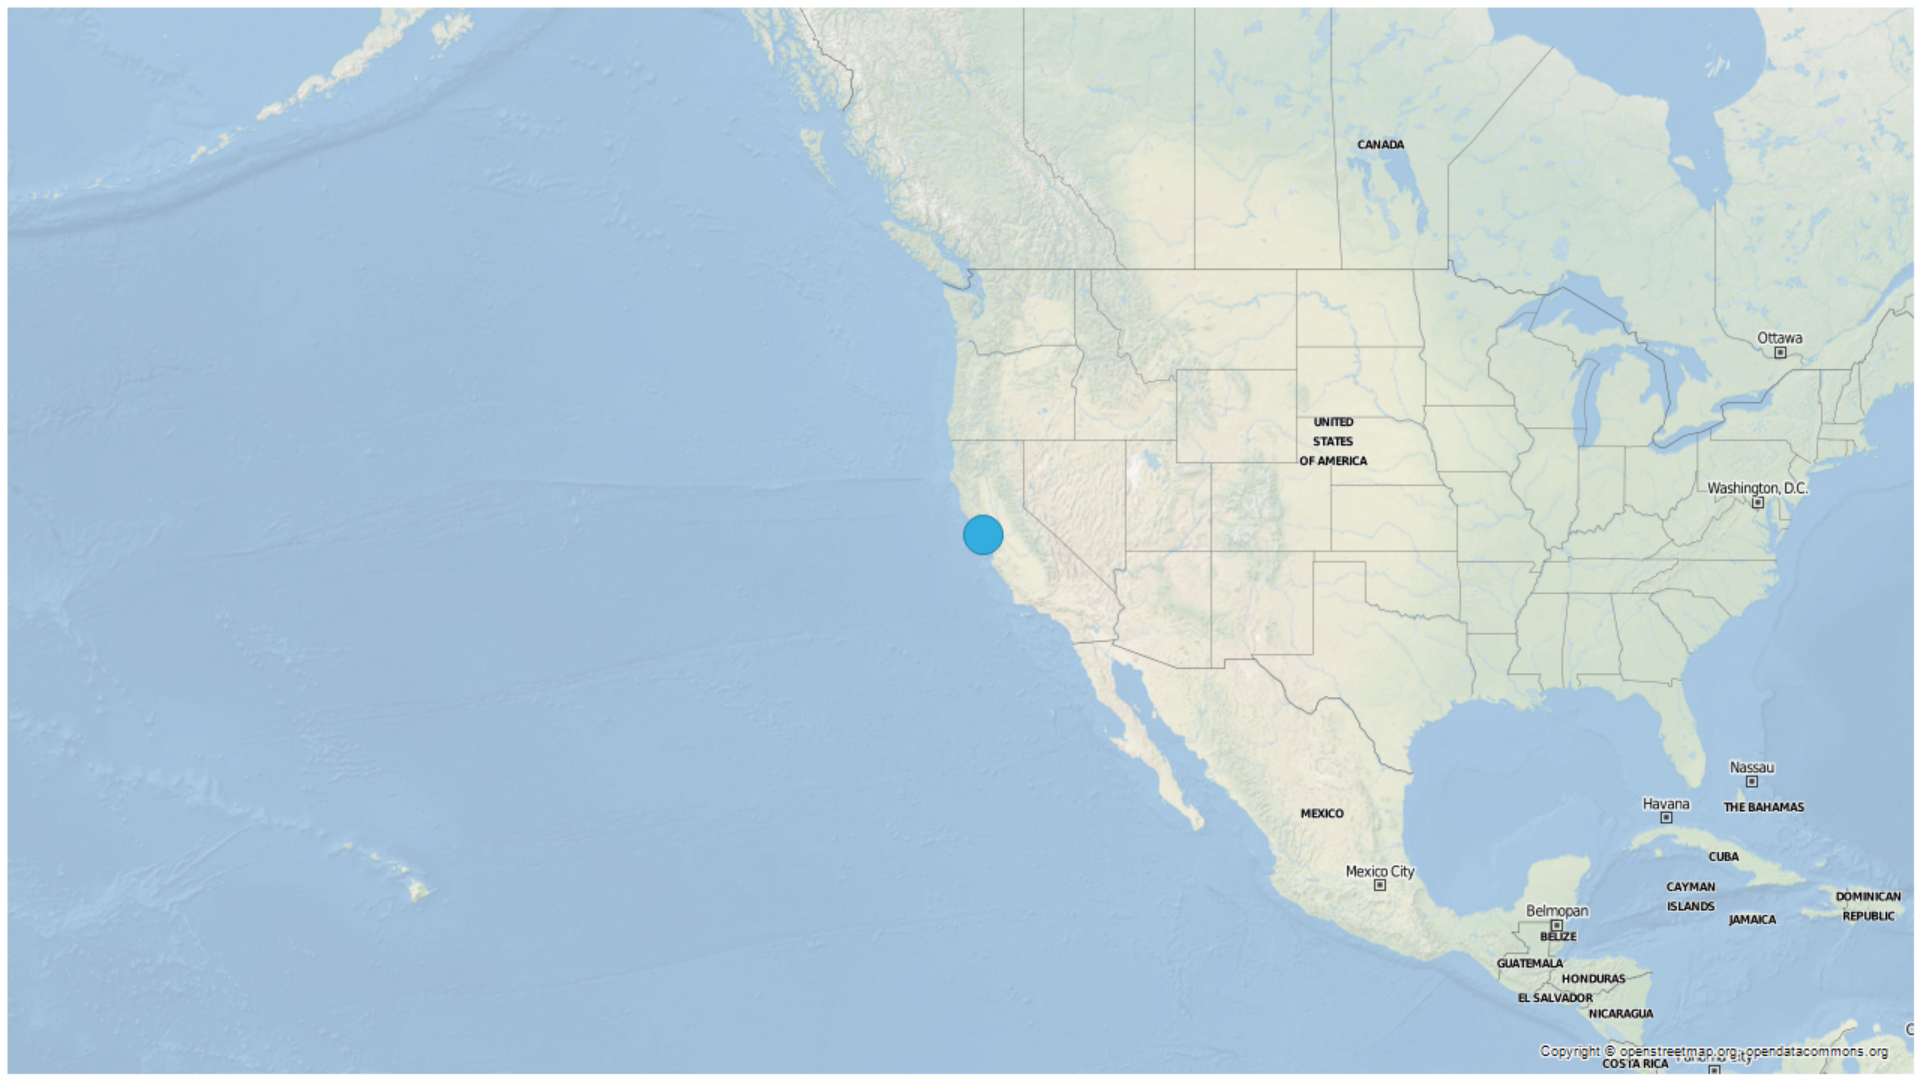 CANADA
Ottawa
UNITED
STATES
OF AMERICA
Washington, D.C.
Nassau
THE BAHAMAS
Havana
MEXICO
CUBA
Mexico City
CAYMAN
ISLANDS
DOMINICAN
REPUBLIC
JAMAICA
Belmopan
BELIZE
GUATEMALA
HONDURAS
EL SALVADOR
NICARAGUA
Copyright © openstreetmap.org, opendatacommons.org
COSTA RICA